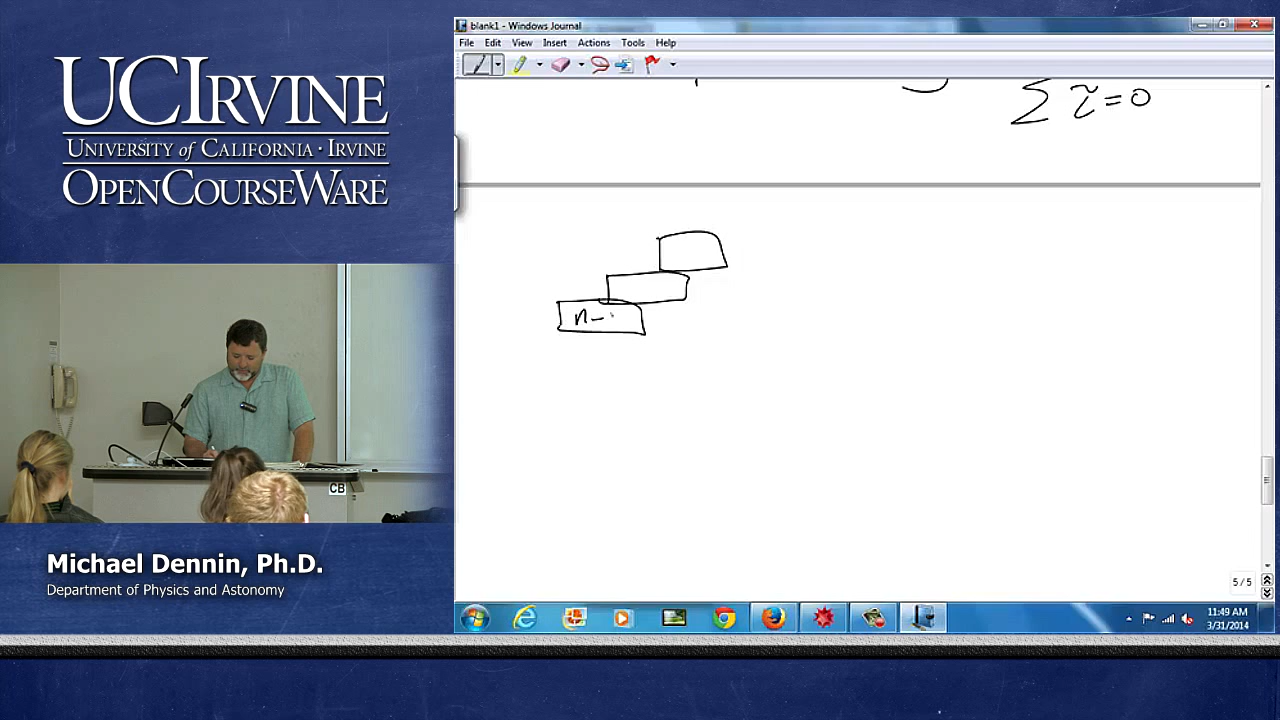 UCIRVINE
UNIVERSITY of CALIFORNIA · IRVINE
OPENCOURSEWARE
blank1 - Windows Journal
File Edit View Insert Actions Tools Help
∑ τ = 0
n-
CB
Michael Dennin, Ph.D.
Department of Physics and Astonomy
5 / 5
11:49 AM
3/31/2014